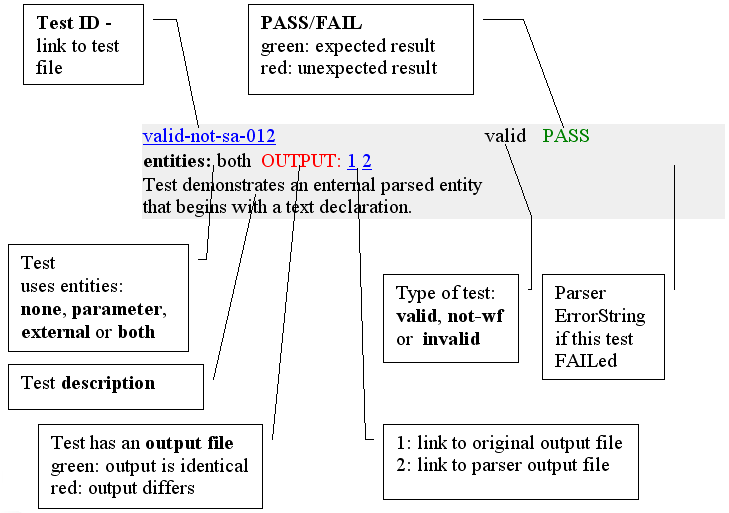 Test ID -
link to test
file
PASS/FAIL
green: expected result
red: unexpected result
valid-not-sa-012 valid PASS
entities: both OUTPUT: 1 2
Test demonstrates an enternal parsed entity
that begins with a text declaration.
Test
uses entities:
none, parameter,
external or both
Type of test:
valid, not-wf
or invalid
Parser
ErrorString
if this test
FAILed
Test description
Test has an output file
green: output is identical
red: output differs
1: link to original output file
2: link to parser output file